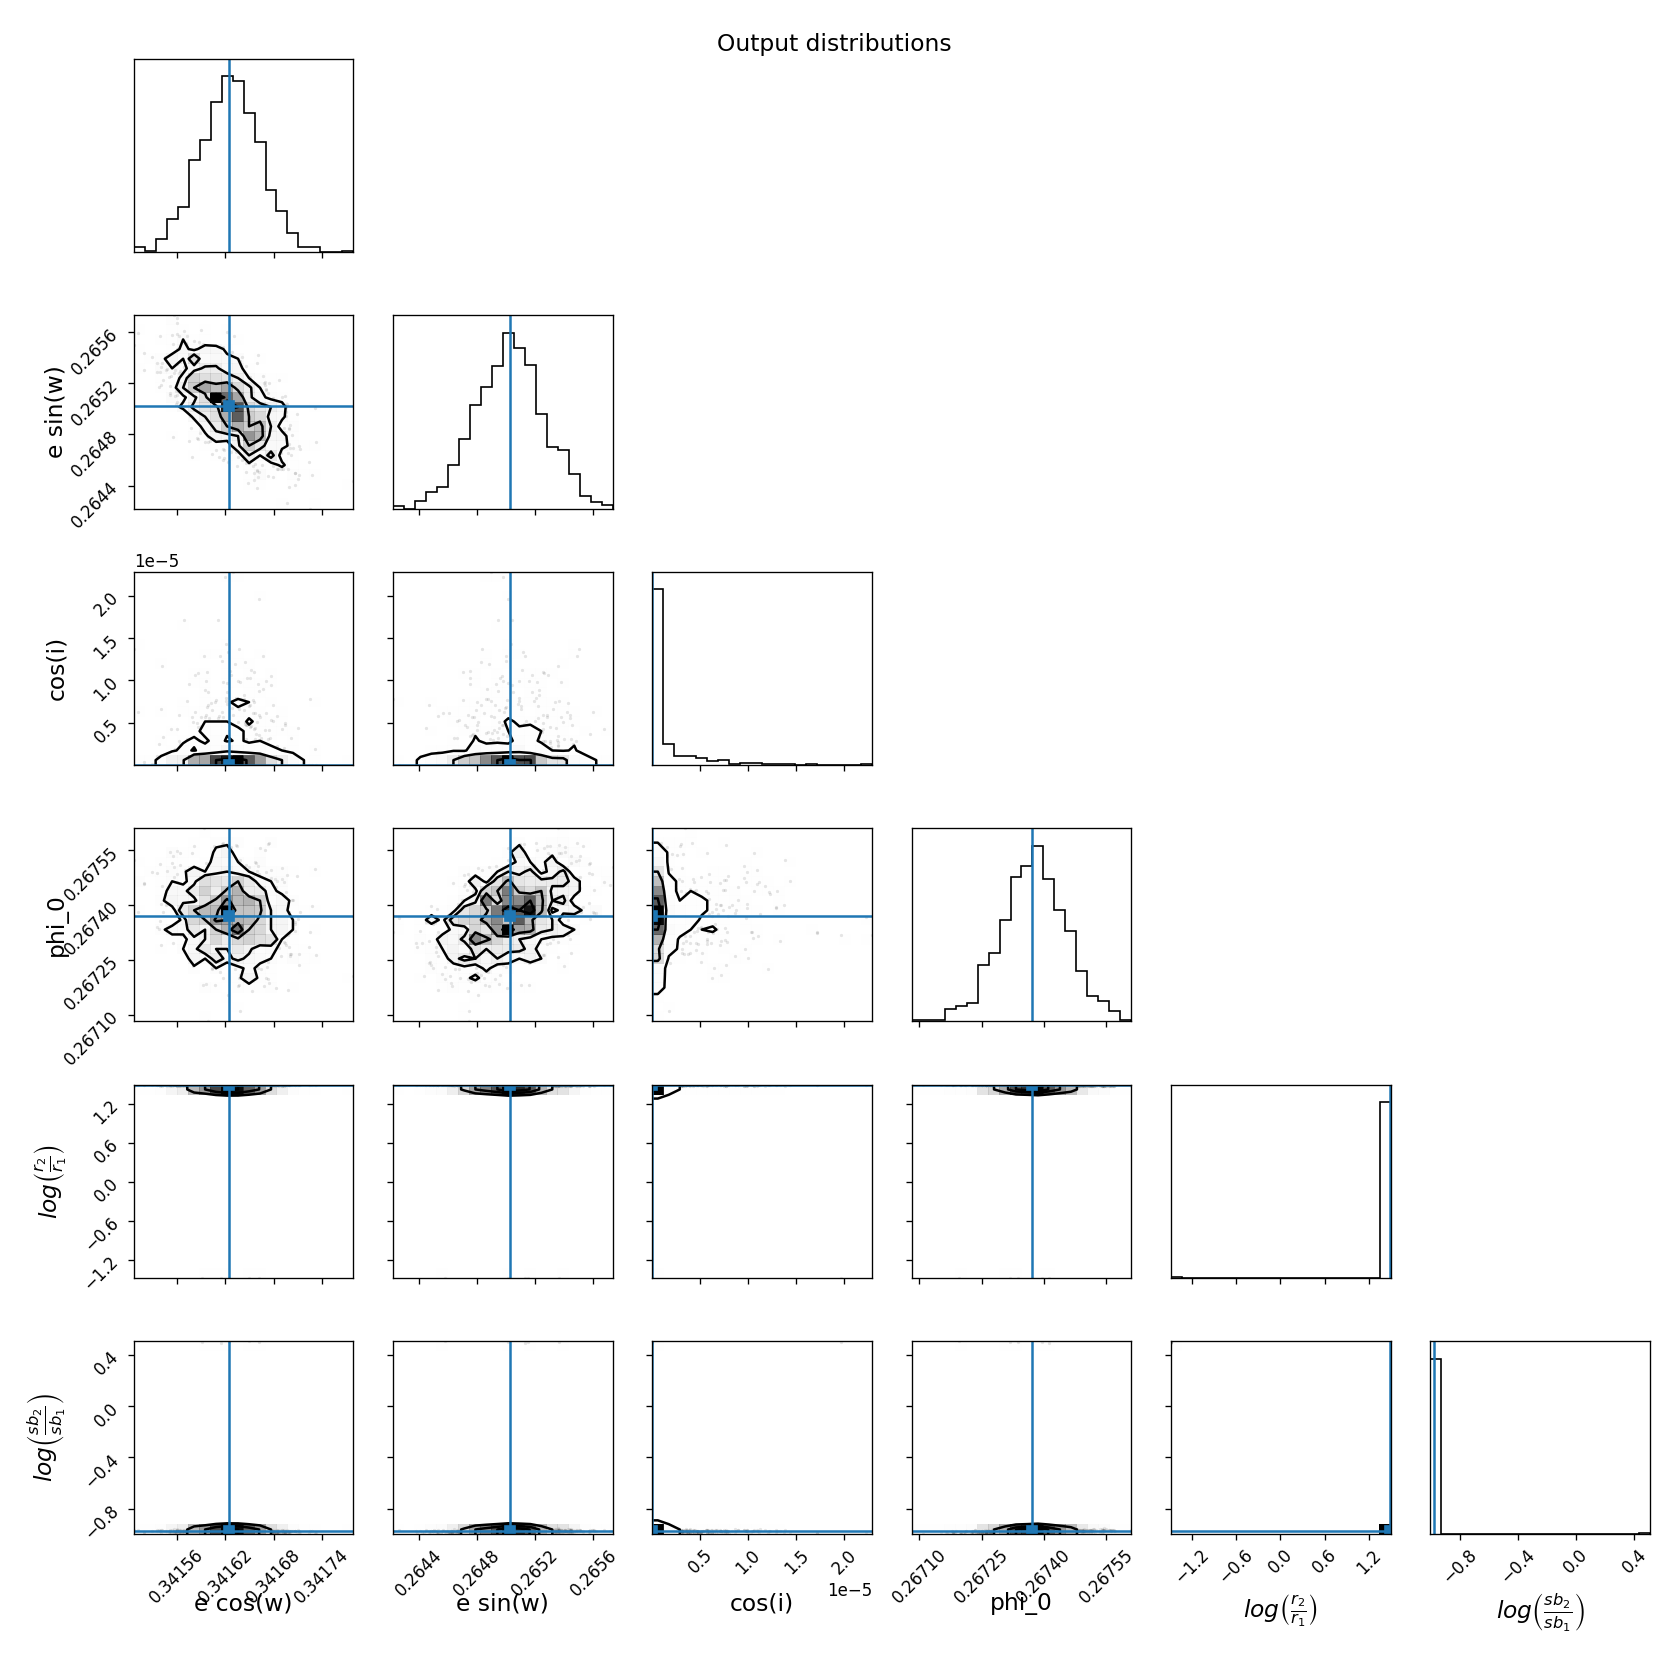 Output distributions
e sin(w)
0.2656
0.2652
0.2648
0.2644
1e−5
cos(i)
2.0
1.5
1.0
0.5
phi_0
0.26755
0.26740
0.26725
0.26710
log(r₂/r₁)
1.2
0.6
0.0
−0.6
−1.2
log(sb₂/sb₁)
0.4
0.0
−0.4
−0.8
0.34156 0.34162 0.34168 0.34174 0.2644 0.2648 0.2652 0.2656 0.5 1.0 1.5 2.0 0.26710 0.26725 0.26740 0.26755 −1.2 −0.6 0.0 0.6 1.2 −0.8 −0.4 0.0 0.4
1e−5
e cos(w) e sin(w) cos(i) phi_0 log(r₂/r₁) log(sb₂/sb₁)